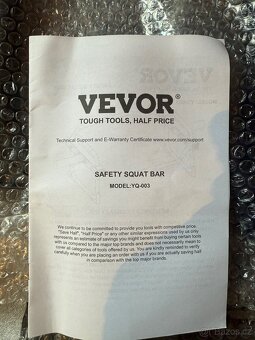 VEVOR®
TOUGH TOOLS, HALF PRICE
Technical Support and E-Warranty Certificate www.vevor.com/support
SAFETY SQUAT BAR
MODEL:YQ-003
We continue to be committed to provide you tools with competitive price.
"Save Half", "Half Price" or any other similar expressions used by us only
represents an estimate of savings you might benefit from buying certain tools
with us compared to the major top brands and does not necessarily mean to
cover all categories of tools offered by us. You are kindly reminded to verify
carefully when you are placing an order with us if you are actually saving half
in comparison with the top major brands.
Bazos.cz